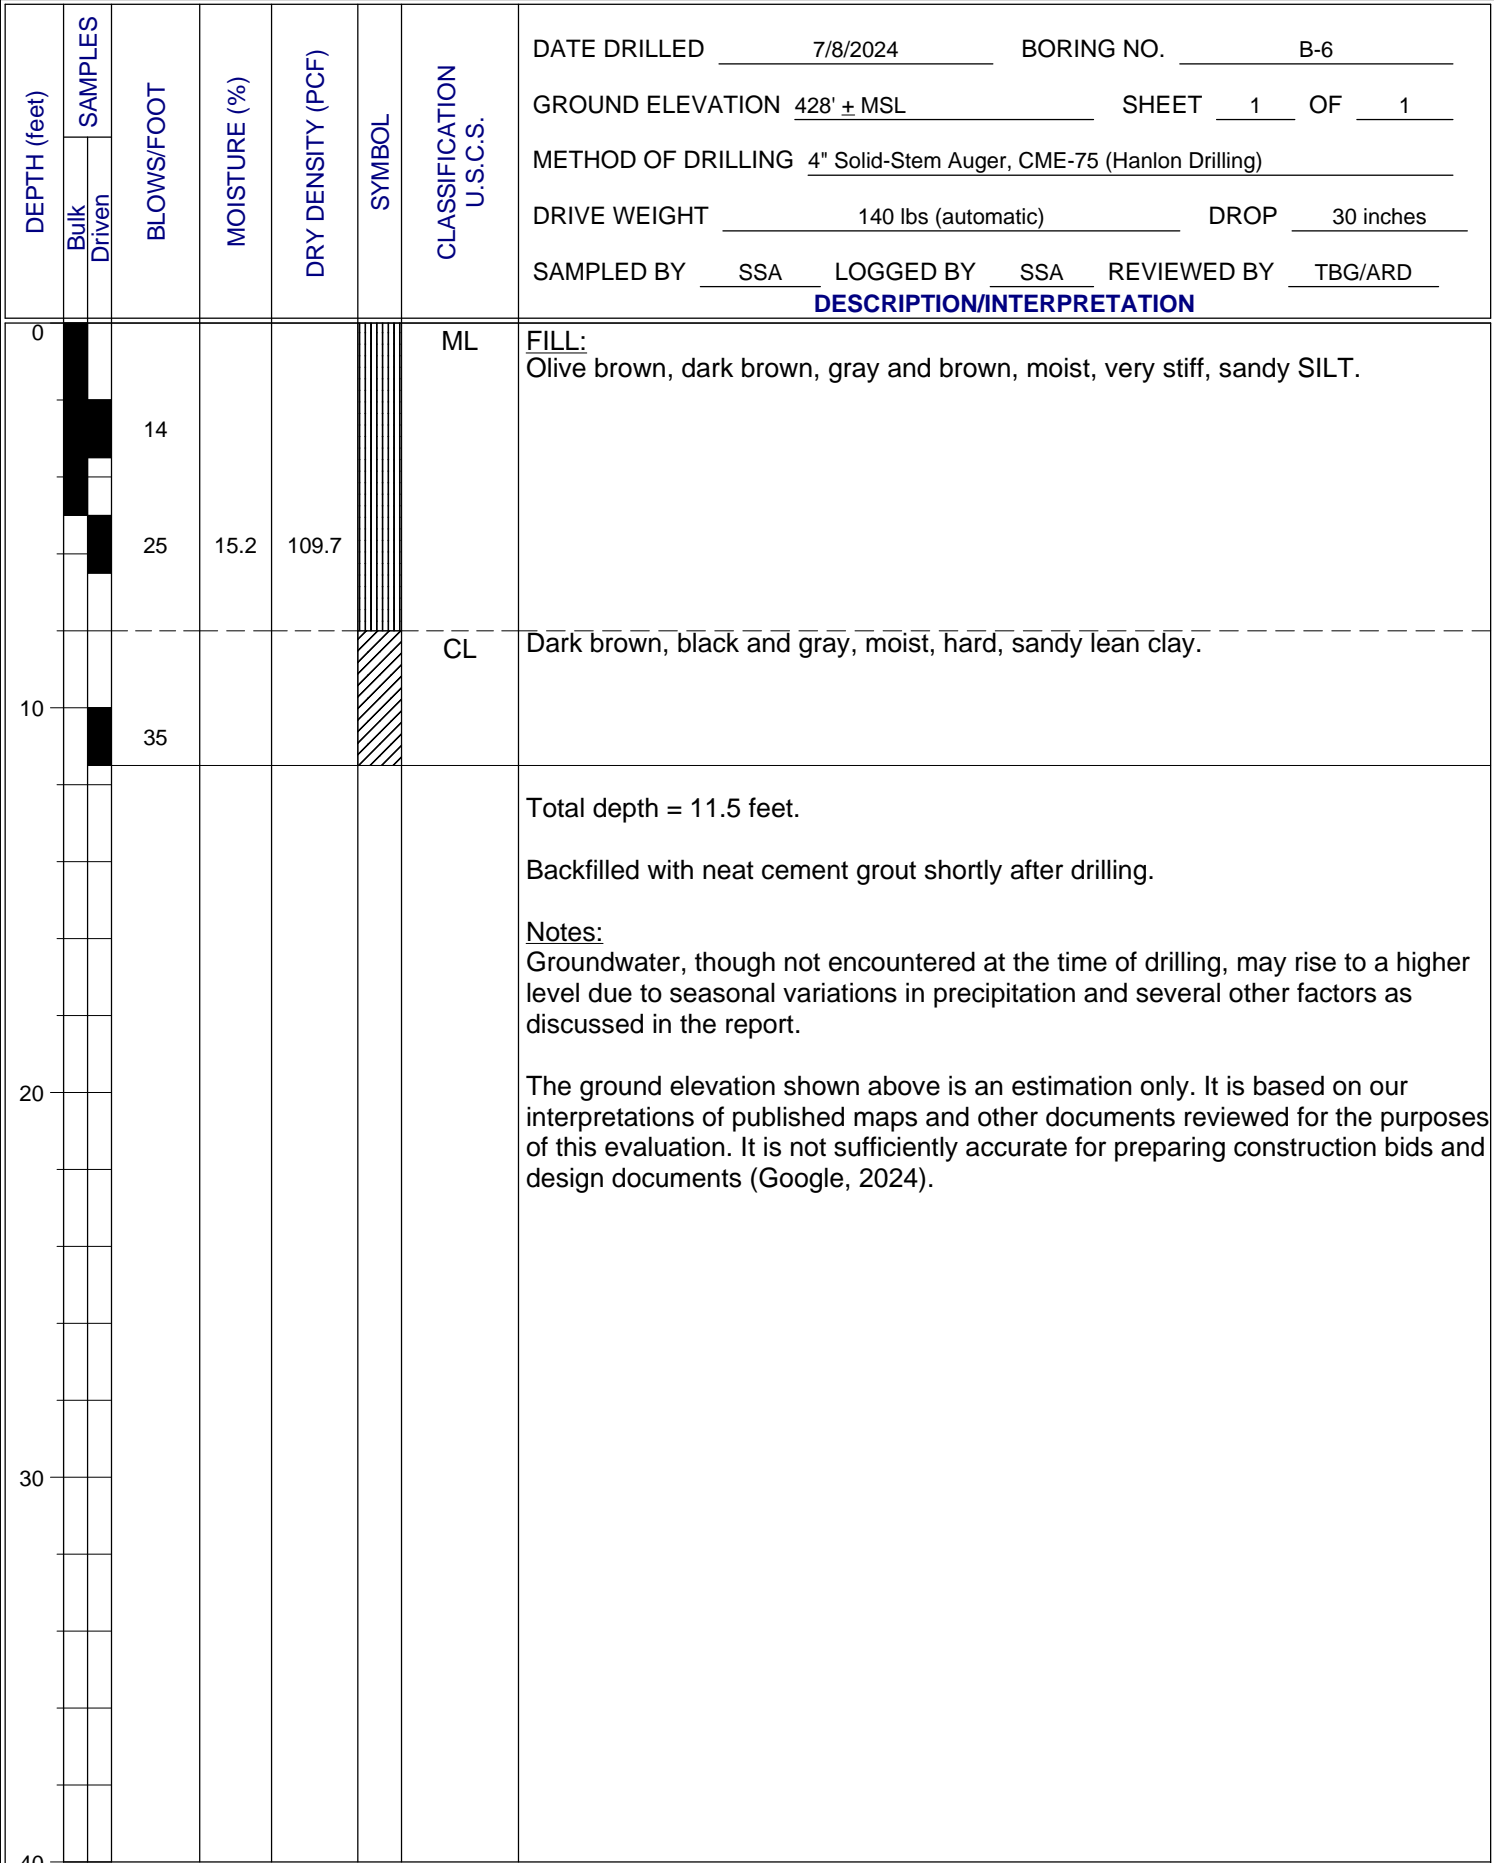 DEPTH (feet)
SAMPLES
Bulk
Driven
BLOWS/FOOT
MOISTURE (%)
DRY DENSITY (PCF)
SYMBOL
CLASSIFICATION
U.S.C.S.
DATE DRILLED 7/8/2024 BORING NO. B-6
GROUND ELEVATION 428' ± MSL SHEET 1 OF 1
METHOD OF DRILLING 4" Solid-Stem Auger, CME-75 (Hanlon Drilling)
DRIVE WEIGHT 140 lbs (automatic) DROP 30 inches
SAMPLED BY SSA LOGGED BY SSA REVIEWED BY TBG/ARD
DESCRIPTION/INTERPRETATION
0 ML FILL:
Olive brown, dark brown, gray and brown, moist, very stiff, sandy SILT.
14
25 15.2 109.7
CL Dark brown, black and gray, moist, hard, sandy lean clay.
10
35
Total depth = 11.5 feet.
Backfilled with neat cement grout shortly after drilling.
Notes:
Groundwater, though not encountered at the time of drilling, may rise to a higher
level due to seasonal variations in precipitation and several other factors as
discussed in the report.
20 The ground elevation shown above is an estimation only. It is based on our
interpretations of published maps and other documents reviewed for the purposes
of this evaluation. It is not sufficiently accurate for preparing construction bids and
design documents (Google, 2024).
30
40